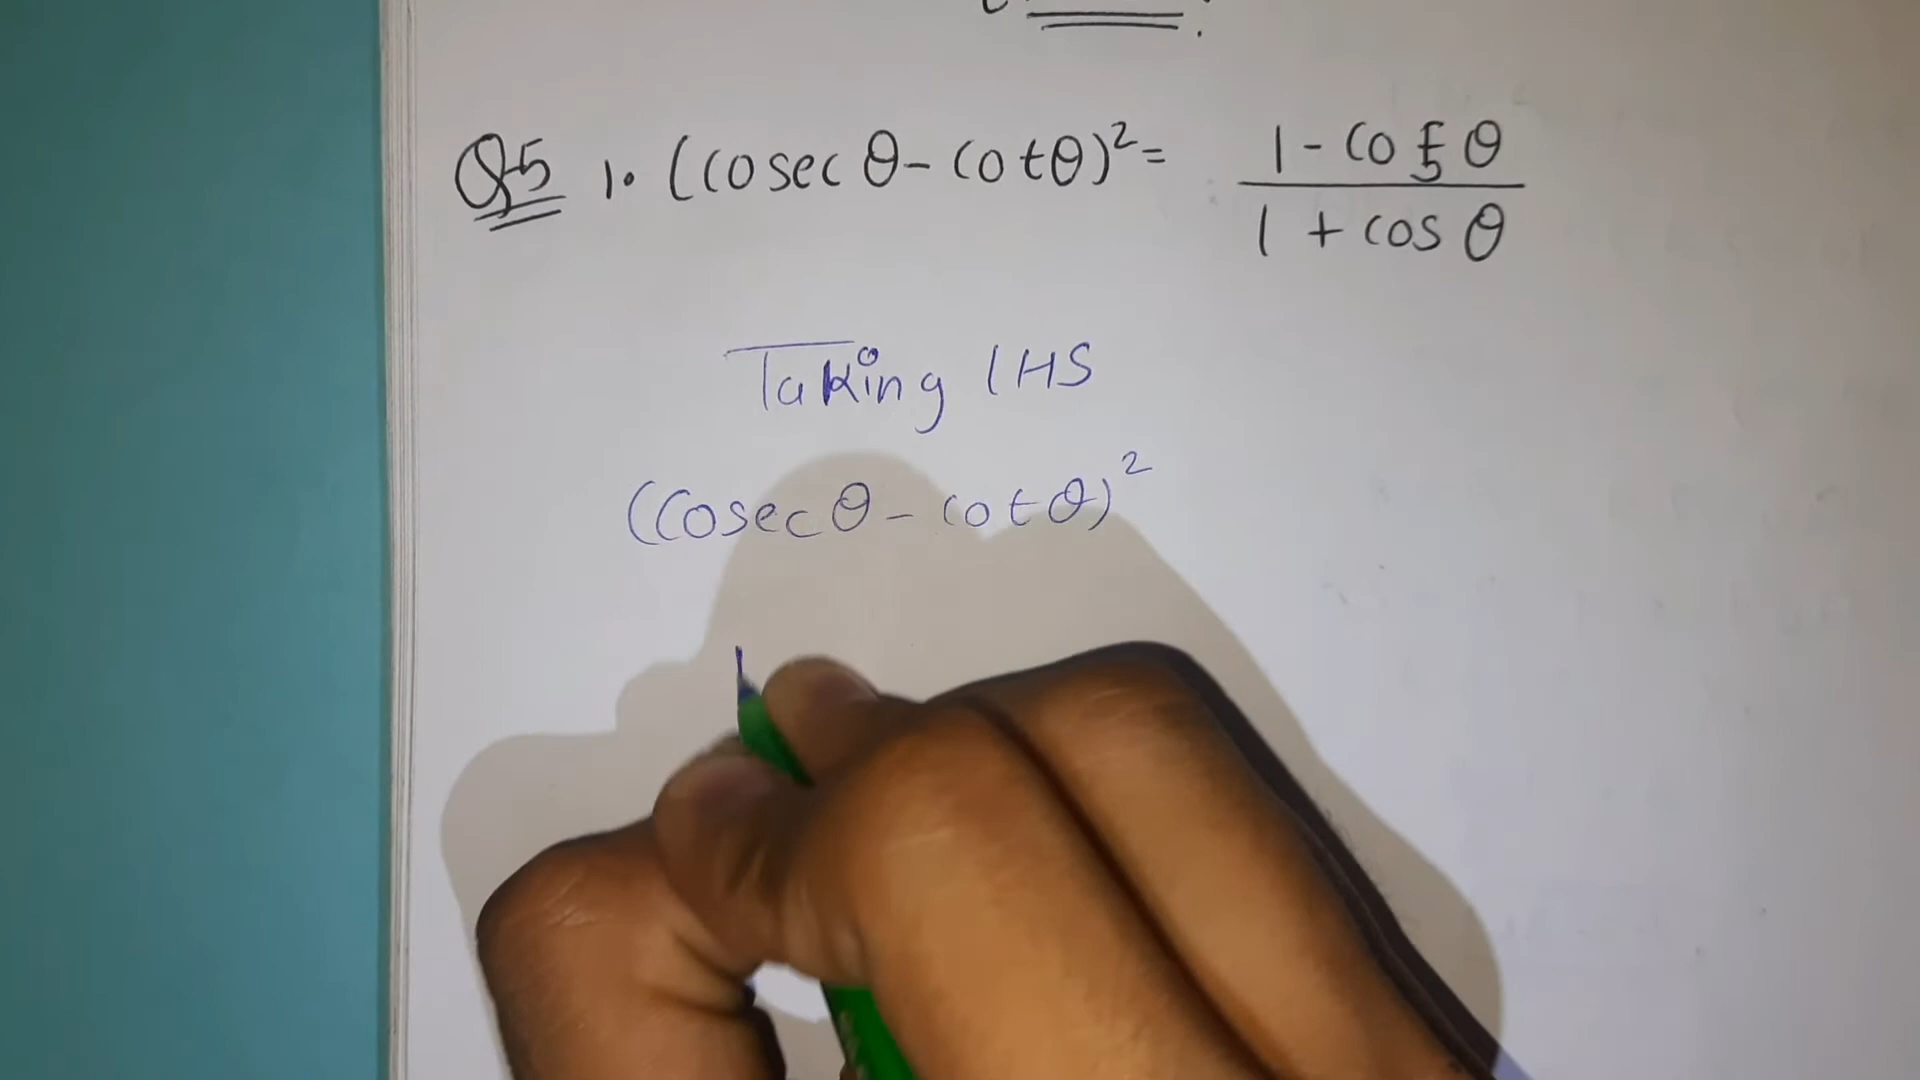 Q5 1. (cosec θ - cot θ)² = 1 - cos θ
1 + cos θ
Taking LHS
(Cosec θ - cot θ)²